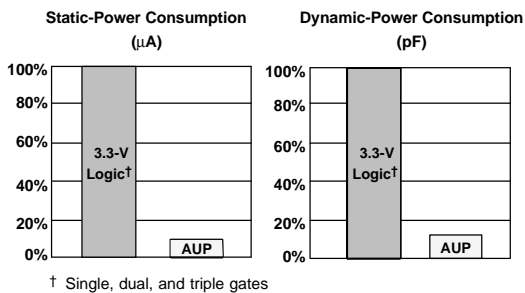 Static-Power Consumption
(μA)
100%
80%
60%
40%
20%
0%
3.3-V
Logic†
AUP
Dynamic-Power Consumption
(pF)
100%
80%
60%
40%
20%
0%
3.3-V
Logic†
AUP
† Single, dual, and triple gates